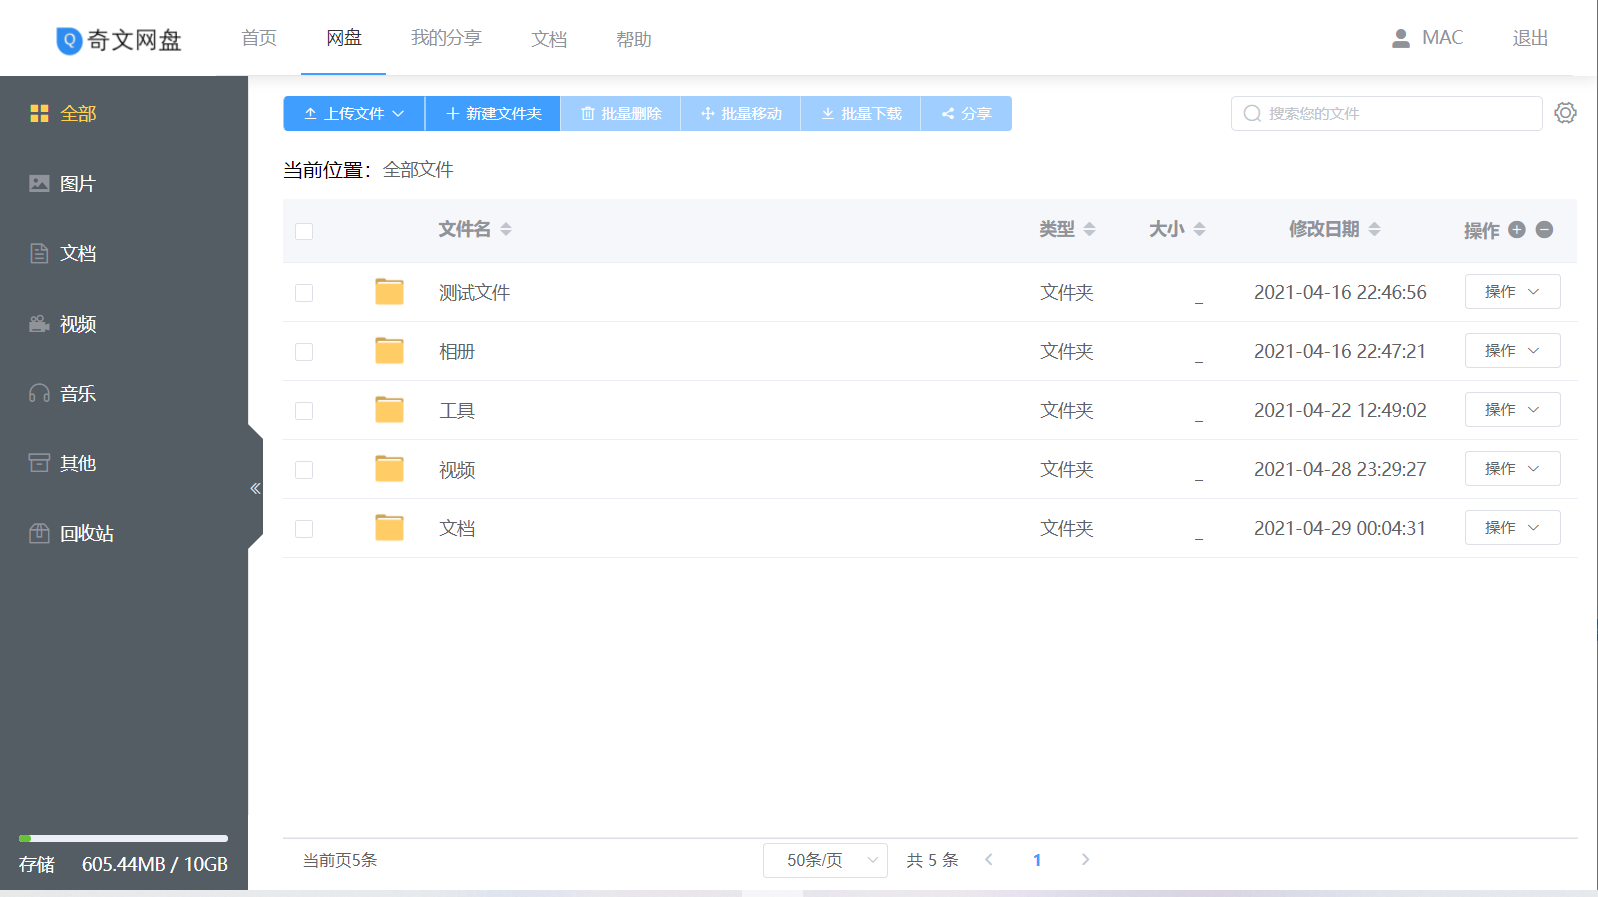 奇文网盘 首页 网盘 我的分享 文档 帮助 MAC 退出
全部
图片
文档
视频
音乐
其他
回收站
存储 605.44MB / 10GB
上传文件 新建文件夹 批量删除 批量移动 批量下载 分享 搜索您的文件
当前位置：全部文件
文件名 类型 大小 修改日期 操作
测试文件 文件夹 _ 2021-04-16 22:46:56 操作
相册 文件夹 _ 2021-04-16 22:47:21 操作
工具 文件夹 _ 2021-04-22 12:49:02 操作
视频 文件夹 _ 2021-04-28 23:29:27 操作
文档 文件夹 _ 2021-04-29 00:04:31 操作
当前页5条 50条/页 共 5 条 1